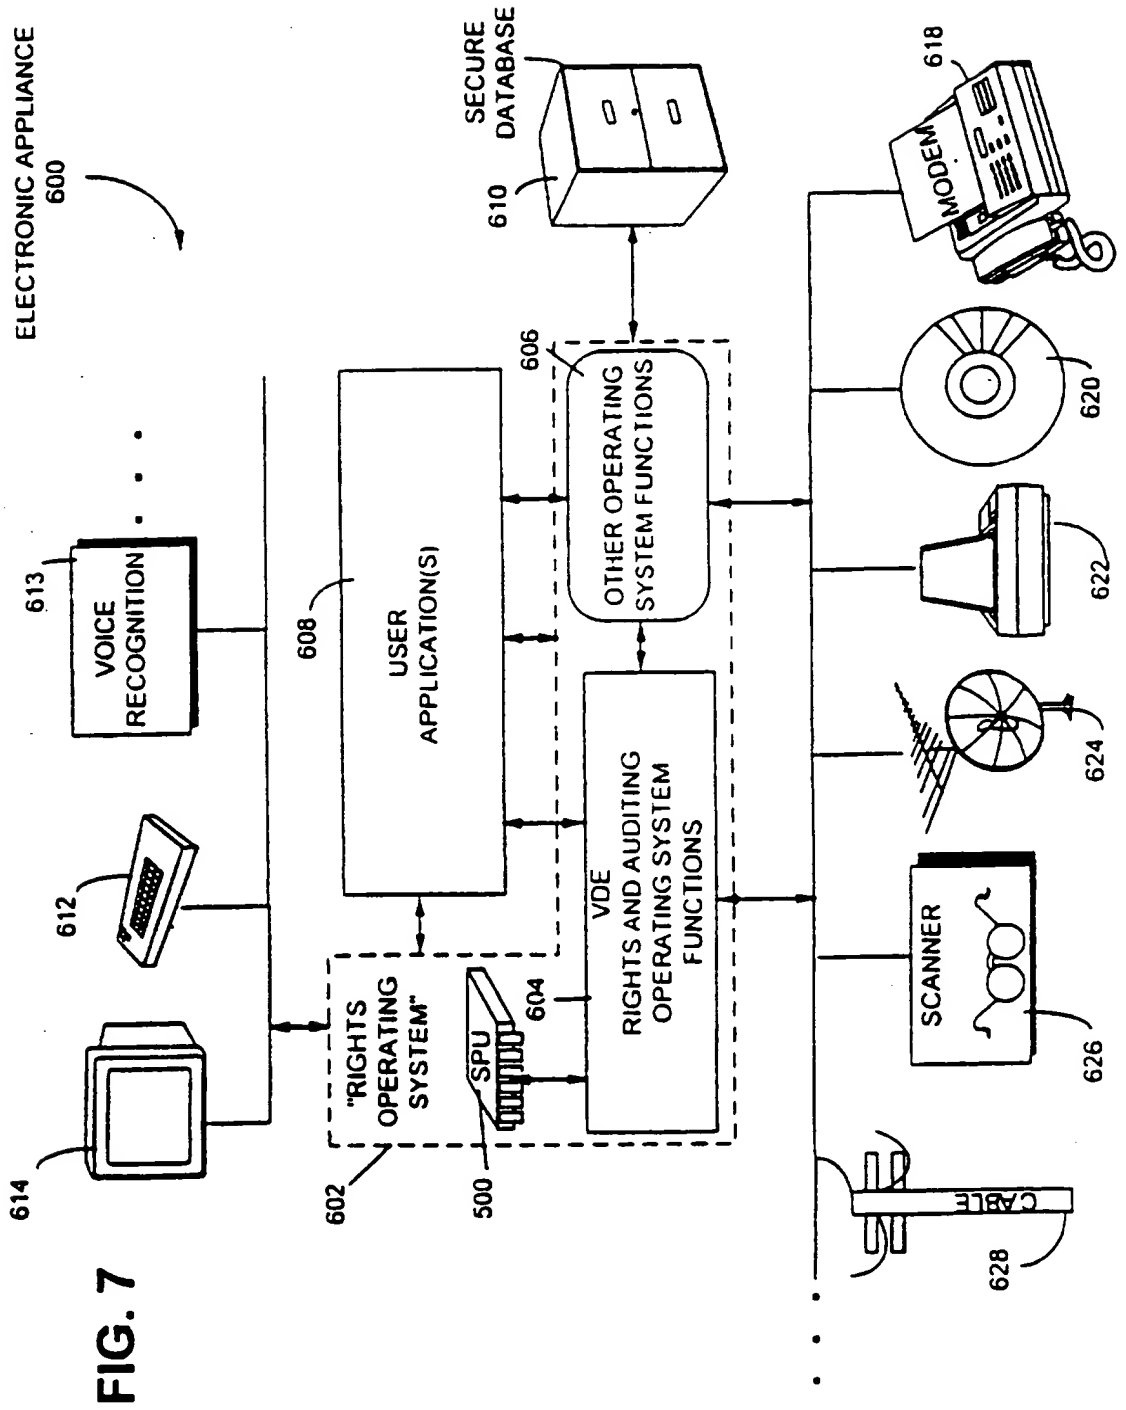 FIG. 7
ELECTRONIC APPLIANCE
600
614
612
613
VOICE
RECOGNITION
608
USER
APPLICATION(S)
602
"RIGHTS
OPERATING
SYSTEM"
500
SPU
604
VDE
RIGHTS AND AUDITING
OPERATING SYSTEM
FUNCTIONS
606
OTHER OPERATING
SYSTEM FUNCTIONS
610
SECURE
DATABASE
628
CABLE
SCANNER
626
624
622
620
MODEM
618